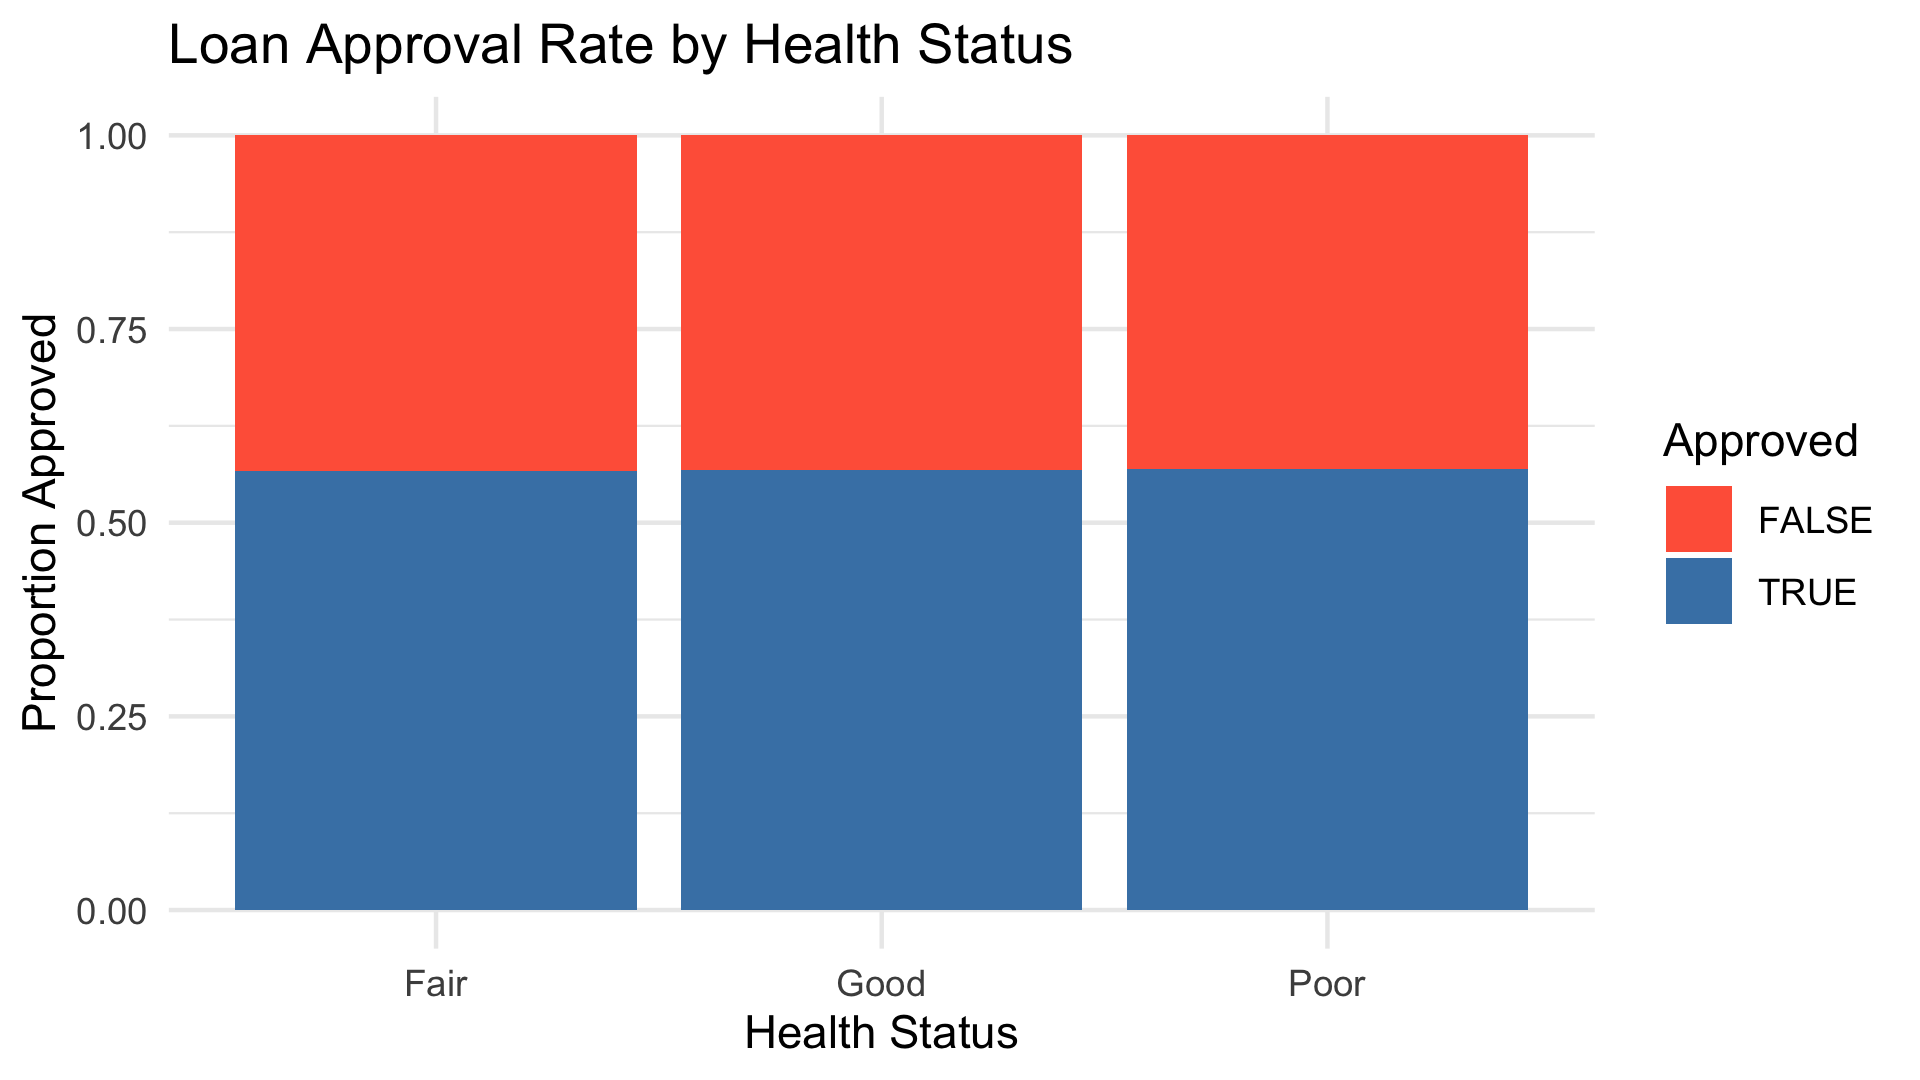 Loan Approval Rate by Health Status
Proportion Approved
1.00
0.75
0.50
0.25
0.00
Fair
Good
Poor
Health Status
Approved
FALSE
TRUE